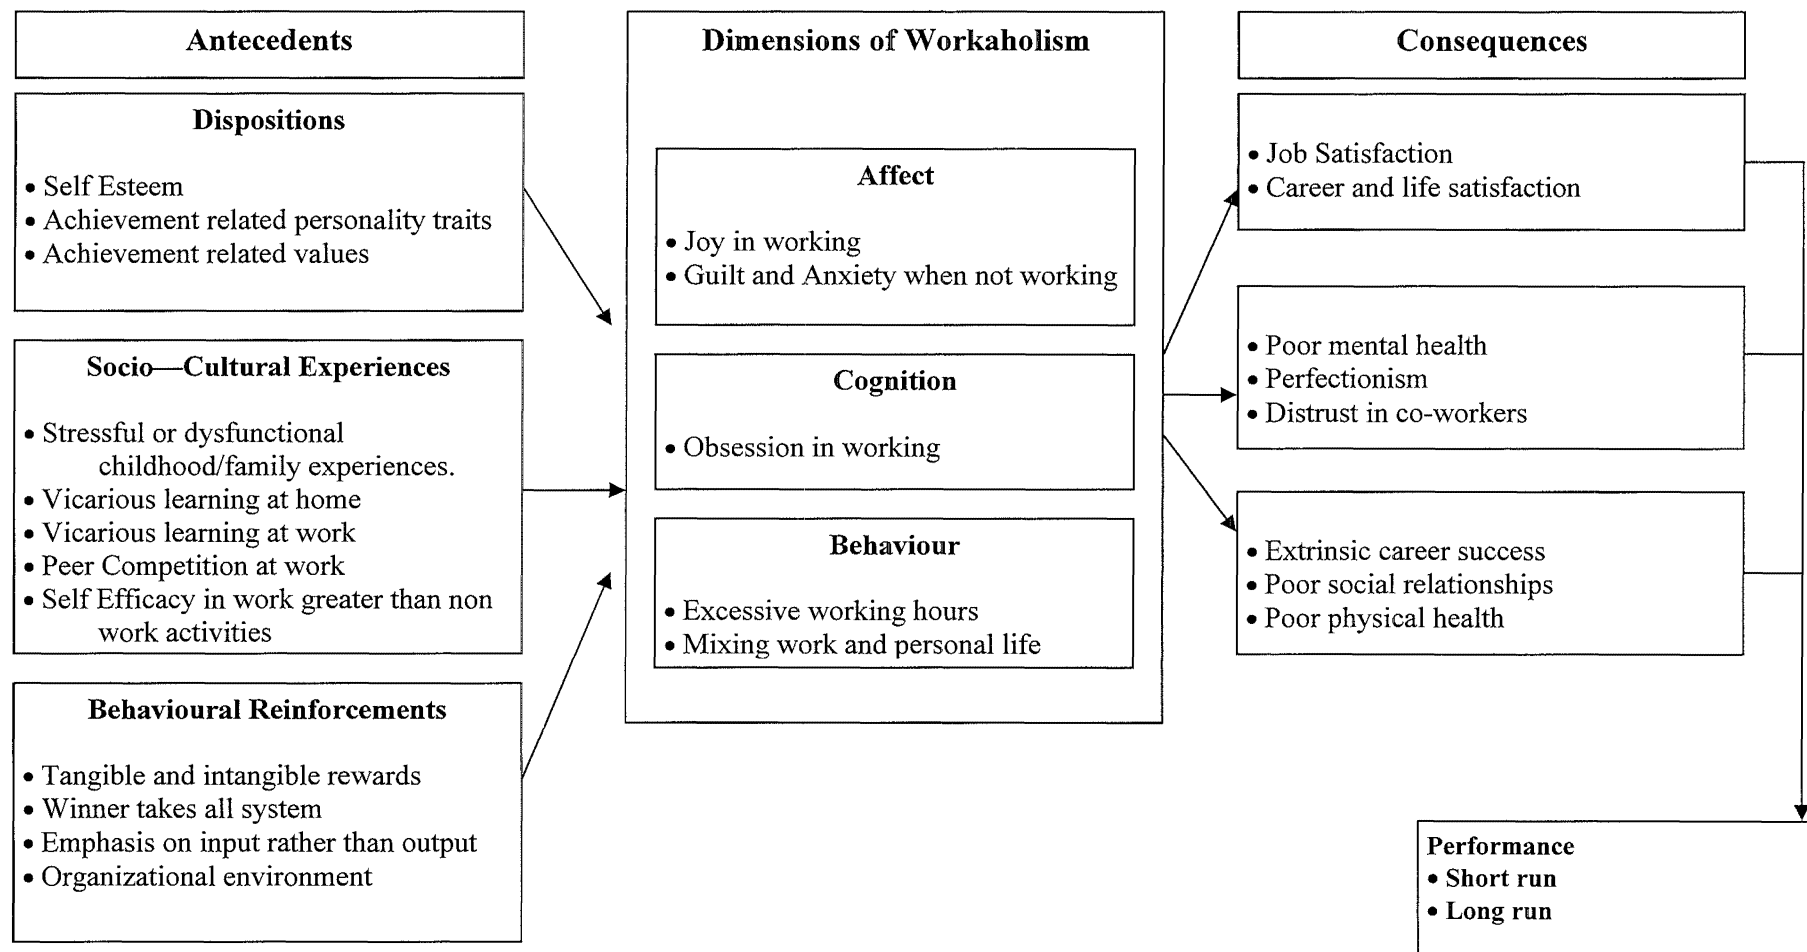 Antecedents
Dispositions
• Self Esteem
• Achievement related personality traits
• Achievement related values
Socio—Cultural Experiences
• Stressful or dysfunctional
childhood/family experiences.
• Vicarious learning at home
• Vicarious learning at work
• Peer Competition at work
• Self Efficacy in work greater than non
work activities
Behavioural Reinforcements
• Tangible and intangible rewards
• Winner takes all system
• Emphasis on input rather than output
• Organizational environment
Dimensions of Workaholism
Affect
• Joy in working
• Guilt and Anxiety when not working
Cognition
• Obsession in working
Behaviour
• Excessive working hours
• Mixing work and personal life
Consequences
• Job Satisfaction
• Career and life satisfaction
• Poor mental health
• Perfectionism
• Distrust in co-workers
• Extrinsic career success
• Poor social relationships
• Poor physical health
Performance
• Short run
• Long run